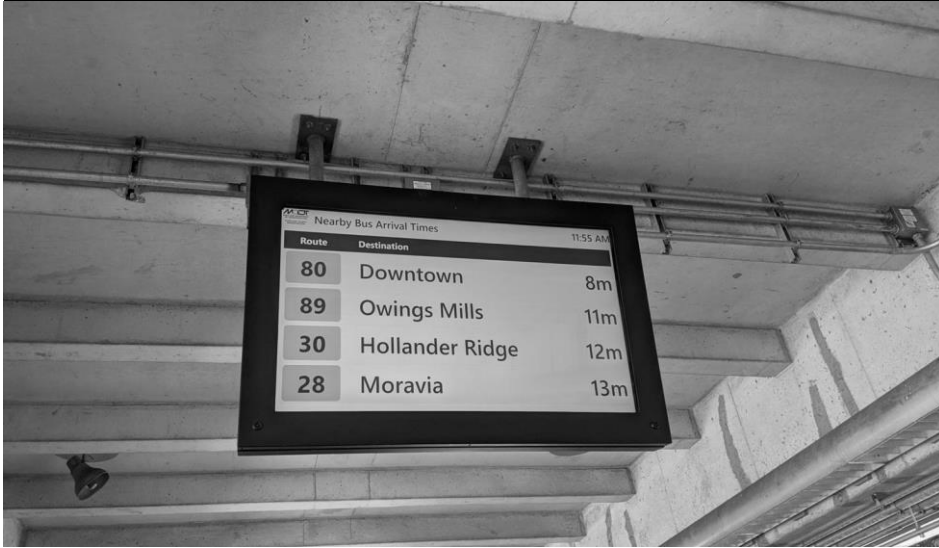 MDOT
Nearby Bus Arrival Times 11:55 AM
Route Destination
80 Downtown 8m
89 Owings Mills 11m
30 Hollander Ridge 12m
28 Moravia 13m